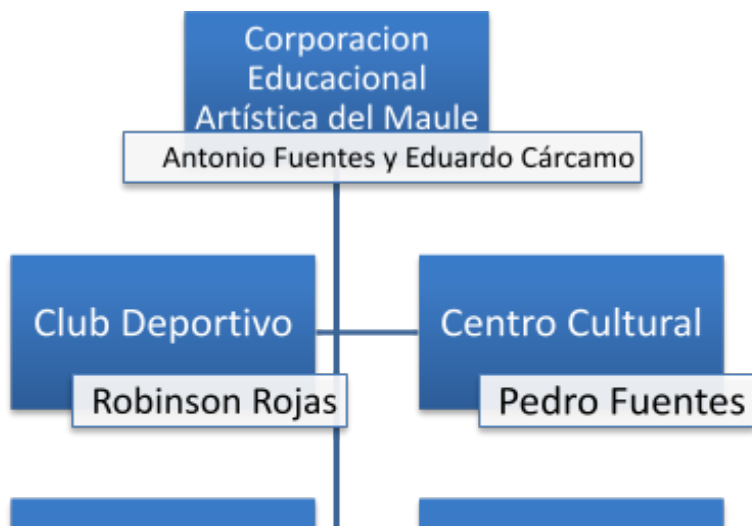 Corporacion
Educacional
Artística del Maule
Antonio Fuentes y Eduardo Cárcamo
Club Deportivo
Robinson Rojas
Centro Cultural
Pedro Fuentes